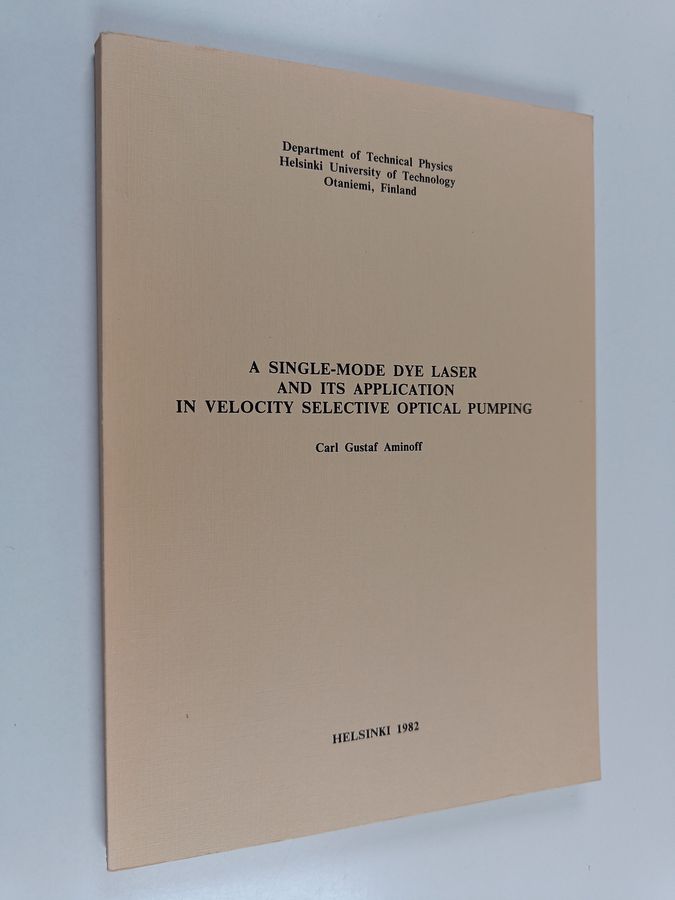 Department of Technical Physics
Helsinki University of Technology
Otaniemi, Finland
A SINGLE-MODE DYE LASER
AND ITS APPLICATION
IN VELOCITY SELECTIVE OPTICAL PUMPING
Carl Gustaf Aminoff
HELSINKI 1982